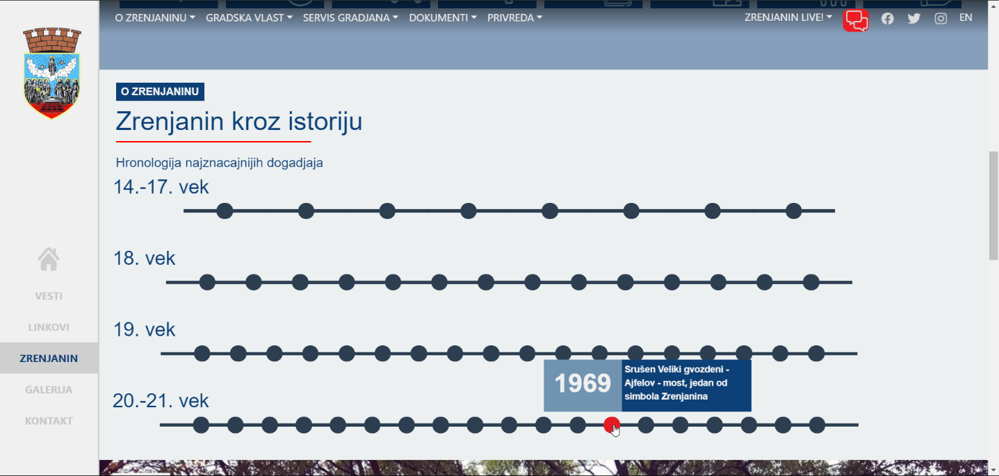 O ZRENJANINU GRADSKA VLAST SERVIS GRADJANA DOKUMENTI PRIVREDA ZRENJANIN LIVE! EN
O ZRENJANINU
Zrenjanin kroz istoriju
Hronologija najznacajnijih dogadjaja
14.-17. vek
18. vek
VESTI
LINKOVI
19. vek
ZRENJANIN
1969
Srušen Veliki gvozdeni -
Ajfelov - most, jedan od
simbola Zrenjanina
GALERIJA
20.-21. vek
KONTAKT